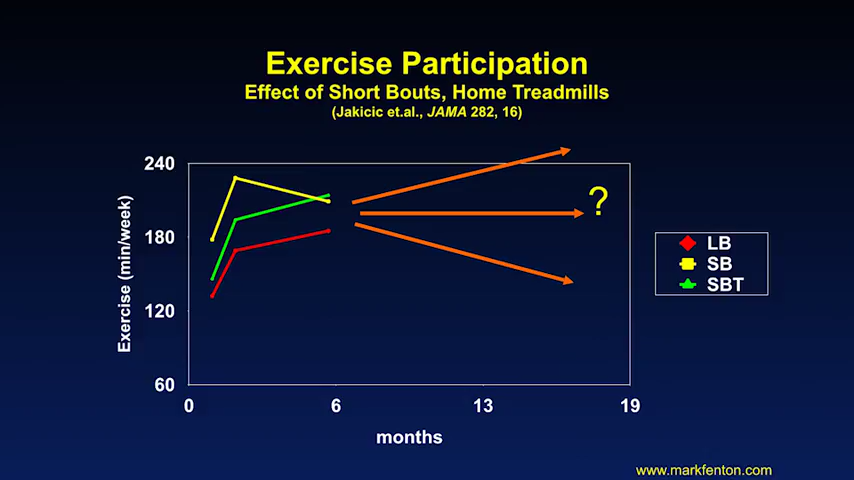 Exercise Participation
Effect of Short Bouts, Home Treadmills
(Jakicic et.al., JAMA 282, 16)
240
180
120
60
Exercise (min/week)
0 6 13 19
months
?
LB
SB
SBT
www.markfenton.com